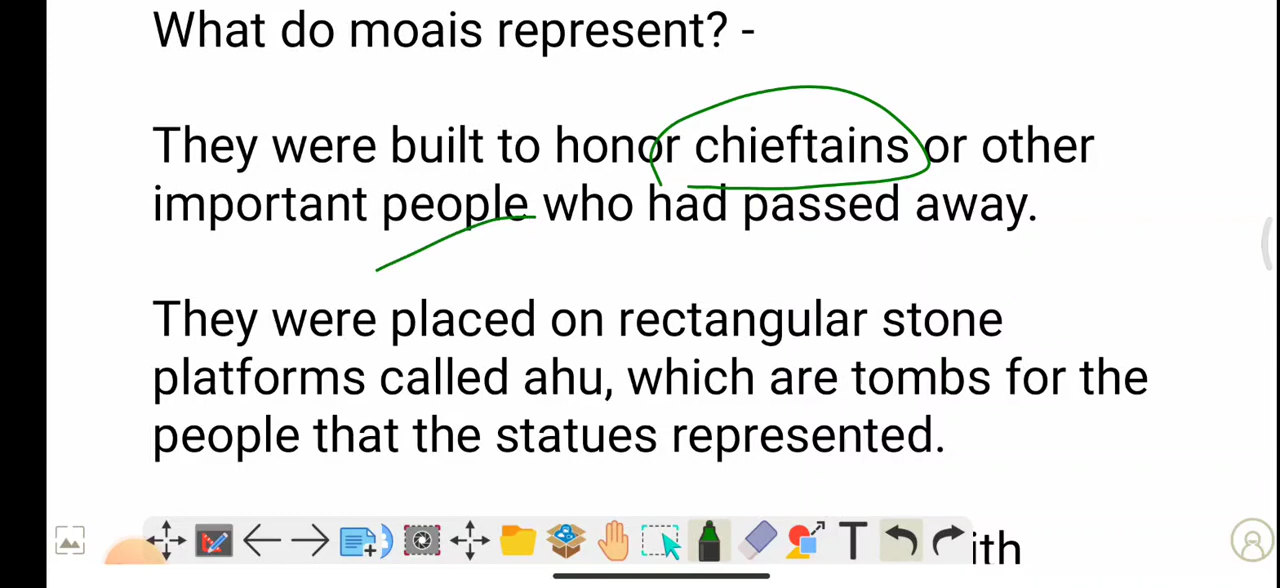 What do moais represent? -
They were built to honor chieftains or other
important people who had passed away.
They were placed on rectangular stone
platforms called ahu, which are tombs for the
people that the statues represented.
ith